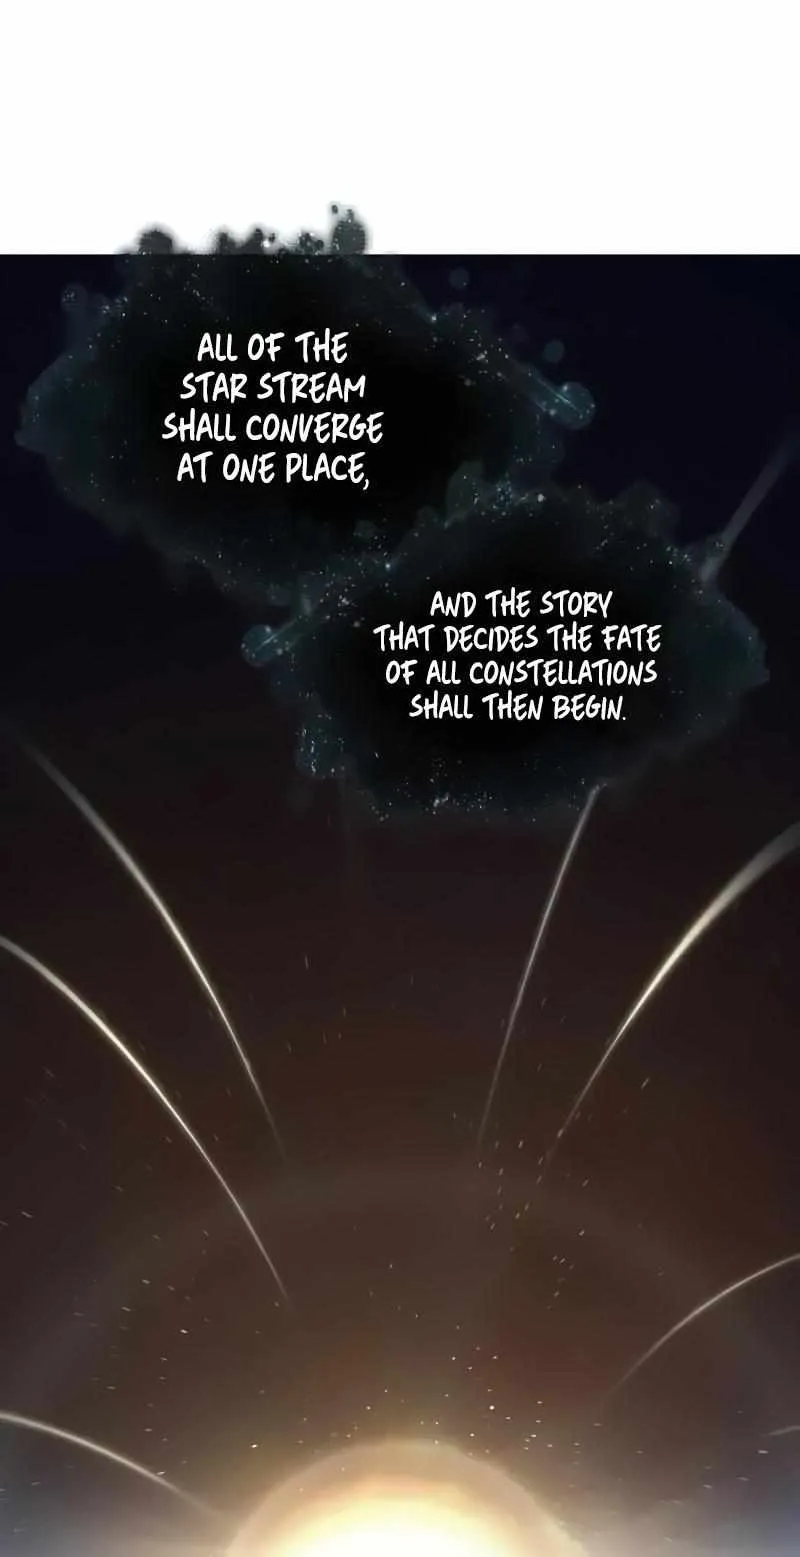 ALL OF THE
STAR STREAM
SHALL CONVERGE
AT ONE PLACE,
AND THE STORY
THAT DECIDES THE FATE
OF ALL CONSTELLATIONS
SHALL THEN BEGIN.